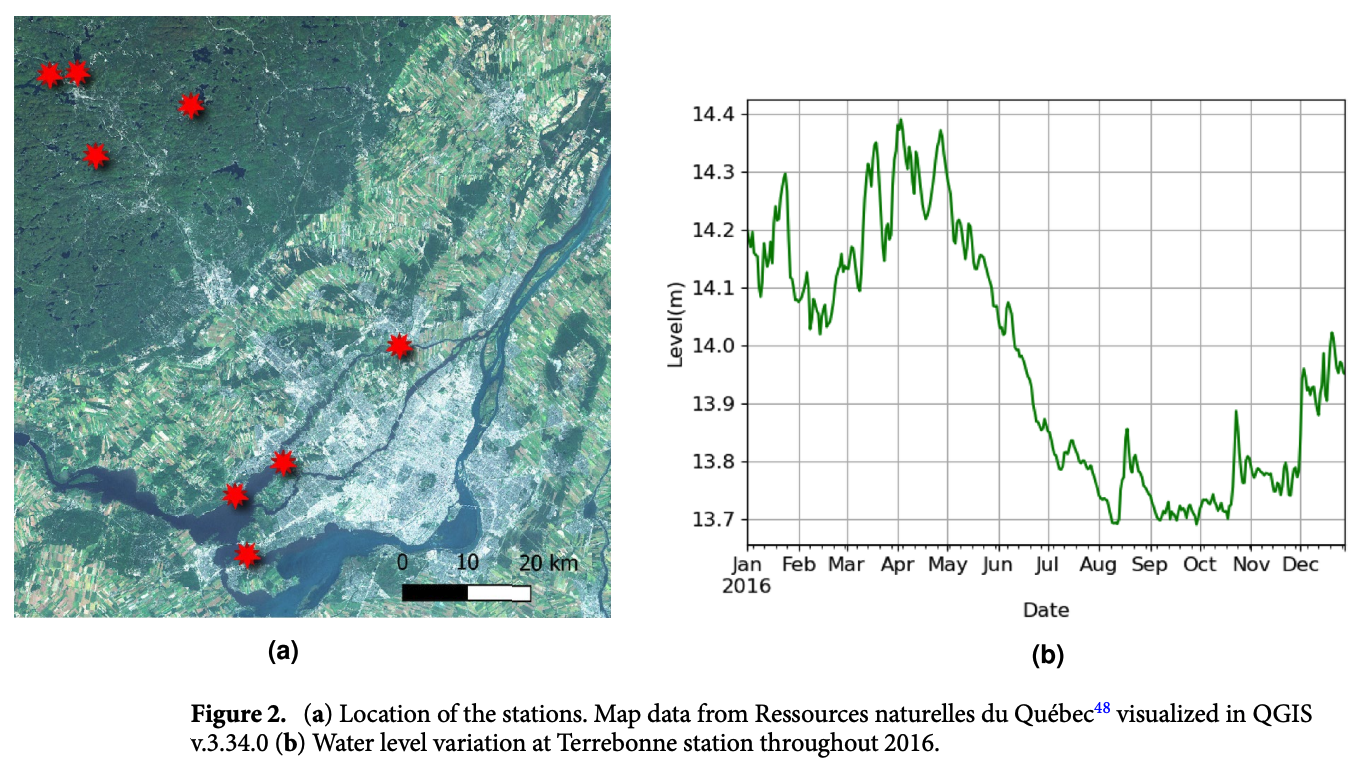 0 10 20 km
(a)
14.4
14.3
14.2
14.1
14.0
13.9
13.8
13.7
Level(m)
Jan Feb Mar Apr May Jun Jul Aug Sep Oct Nov Dec
2016
Date
(b)
Figure 2. (a) Location of the stations. Map data from Ressources naturelles du Québec48 visualized in QGIS
v.3.34.0 (b) Water level variation at Terrebonne station throughout 2016.